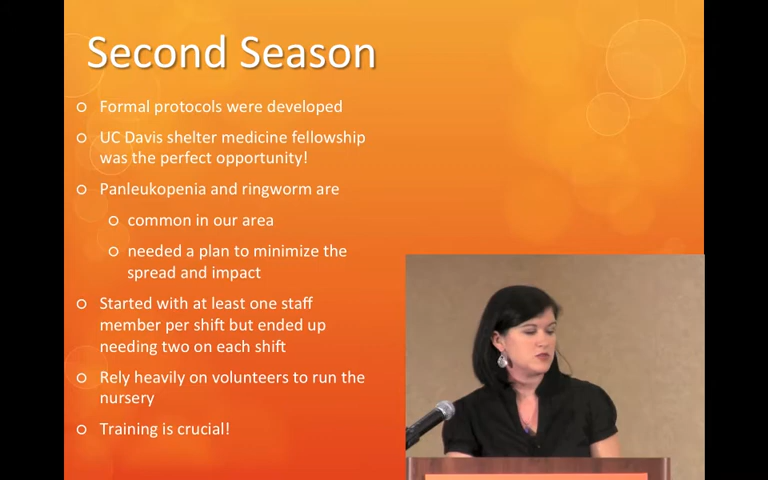 Second Season
Formal protocols were developed
UC Davis shelter medicine fellowship
was the perfect opportunity!
Panleukopenia and ringworm are
common in our area
needed a plan to minimize the
spread and impact
Started with at least one staff
member per shift but ended up
needing two on each shift
Rely heavily on volunteers to run the
nursery
Training is crucial!